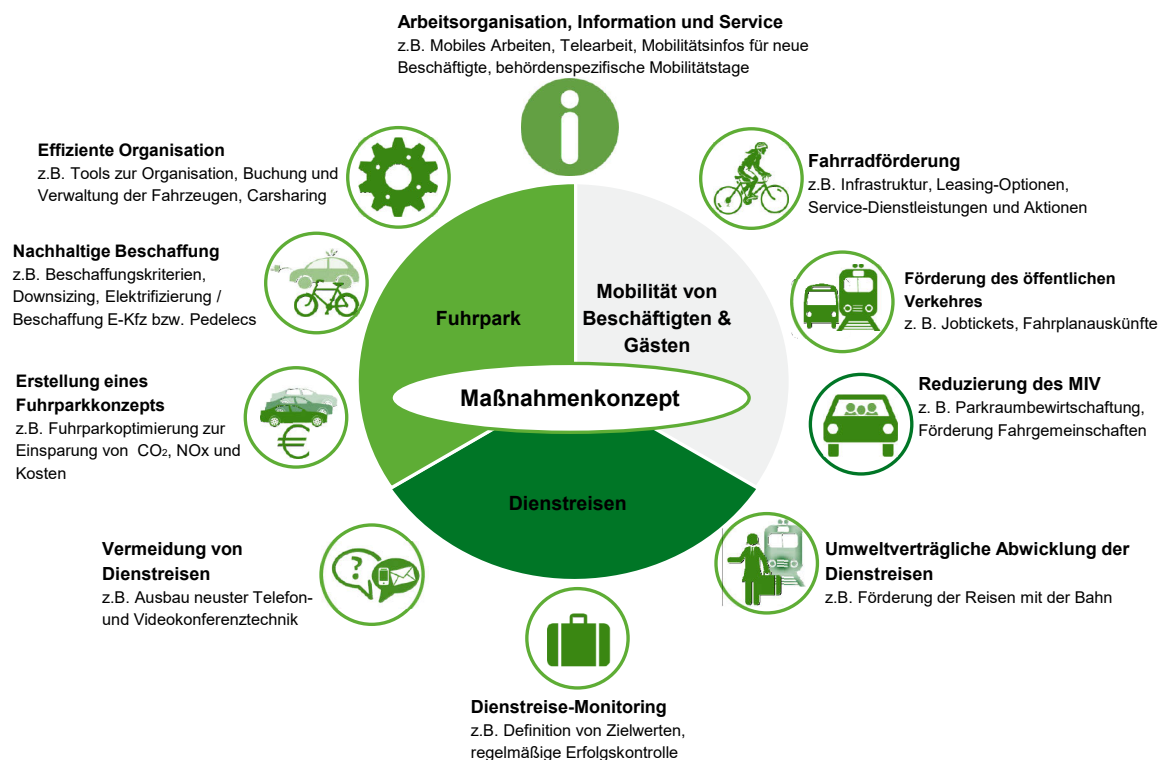 Arbeitsorganisation, Information und Service
z.B. Mobiles Arbeiten, Telearbeit, Mobilitätsinfos für neue
Beschäftigte, behördenspezifische Mobilitätstage
Effiziente Organisation
z.B. Tools zur Organisation, Buchung und
Verwaltung der Fahrzeugen, Carsharing
Nachhaltige Beschaffung
z.B. Beschaffungskriterien,
Downsizing, Elektrifizierung /
Beschaffung E-Kfz bzw. Pedelecs
Erstellung eines
Fuhrparkkonzepts
z.B. Fuhrparkoptimierung zur
Einsparung von CO₂, NOx und
Kosten
Vermeidung von
Dienstreisen
z.B. Ausbau neuster Telefon-
und Videokonferenztechnik
Fuhrpark
Mobilität von
Beschäftigten &
Gästen
Maßnahmenkonzept
Dienstreisen
Fahrradförderung
z.B. Infrastruktur, Leasing-Optionen,
Service-Dienstleistungen und Aktionen
Förderung des öffentlichen
Verkehres
z. B. Jobtickets, Fahrplanauskünfte
Reduzierung des MIV
z. B. Parkraumbewirtschaftung,
Förderung Fahrgemeinschaften
Umweltverträgliche Abwicklung der
Dienstreisen
z.B. Förderung der Reisen mit der Bahn
Dienstreise-Monitoring
z.B. Definition von Zielwerten,
regelmäßige Erfolgskontrolle